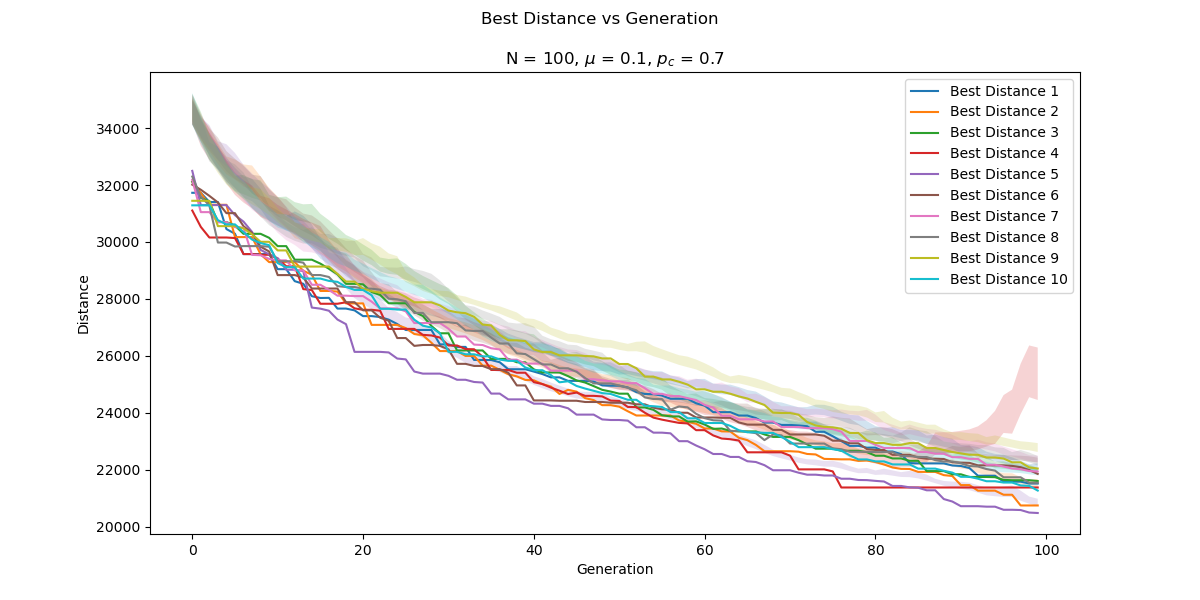 Best Distance vs Generation
N = 100, μ = 0.1, p_c = 0.7
Distance
34000
32000
30000
28000
26000
24000
22000
20000
0 20 40 60 80 100
Generation
Best Distance 1
Best Distance 2
Best Distance 3
Best Distance 4
Best Distance 5
Best Distance 6
Best Distance 7
Best Distance 8
Best Distance 9
Best Distance 10